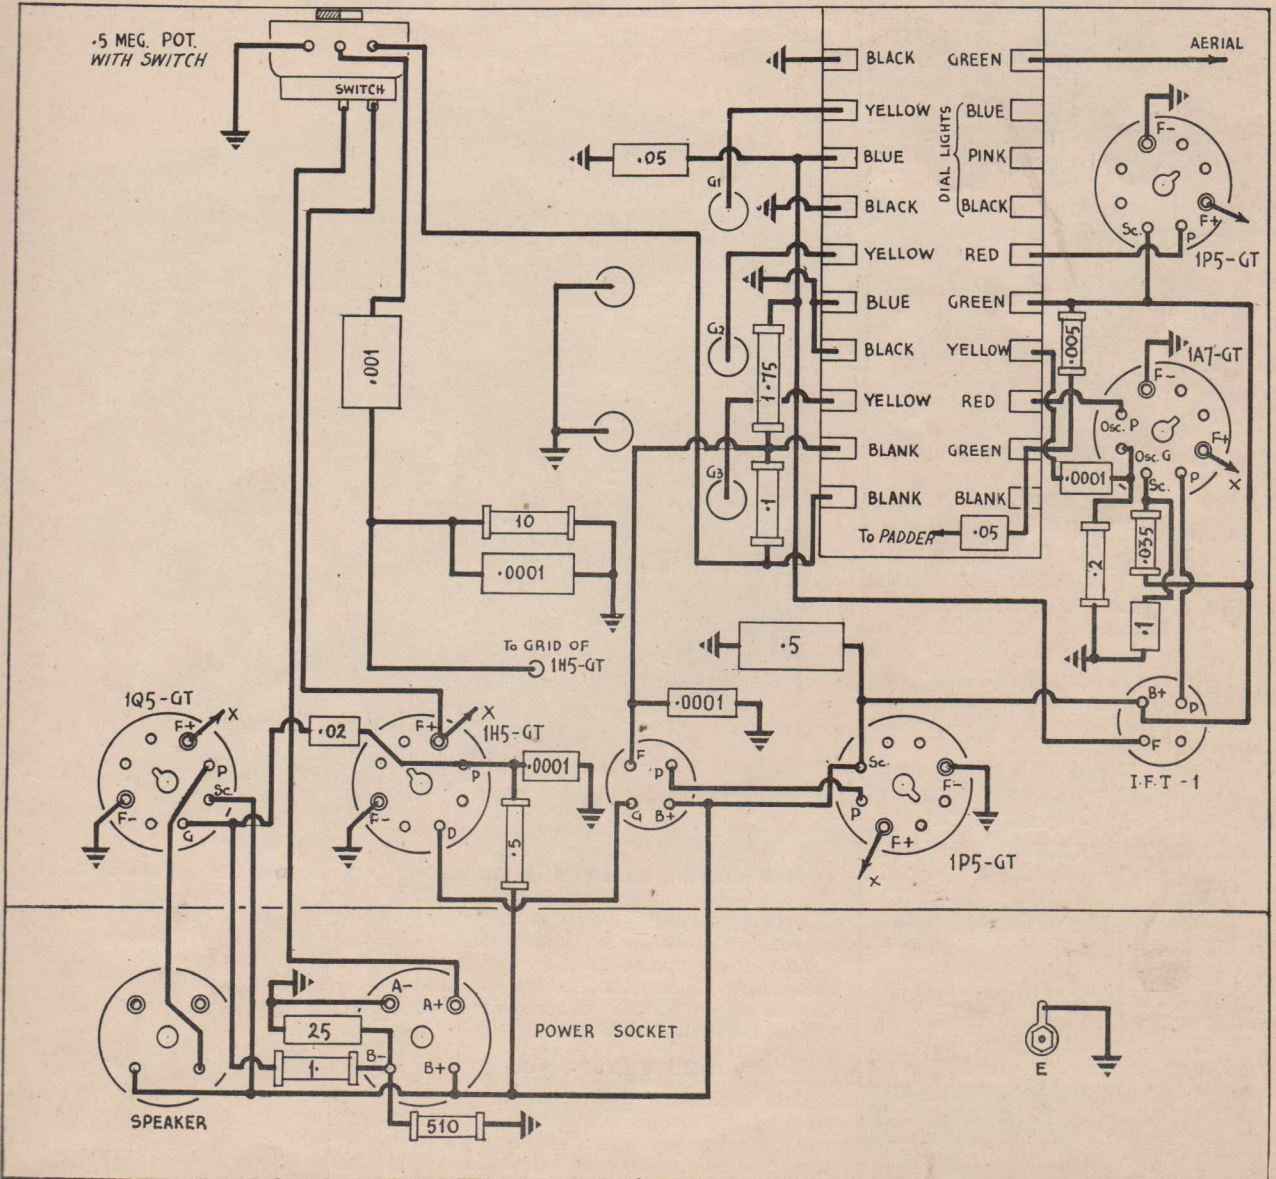 .5 MEG. POT.
WITH SWITCH
SWITCH
BLACK GREEN
AERIAL
YELLOW BLUE
BLUE PINK
BLACK BLACK
DIAL LIGHTS
YELLOW RED
BLUE GREEN
BLACK YELLOW
YELLOW RED
BLANK GREEN
BLANK BLANK
To PADDER
.05
.05
G1
G2
G3
F-
F+
Sc.
P
1P5-GT
.005
1A7-GT
F-
Osc. P
Osc. G
F+
X
Sc.
P
.0001
.035
.2
.1
.001
1.75
.1
10
.0001
To GRID OF
1H5-GT
.5
.0001
1Q5-GT
F+
X
P
Sc.
F-
G
.02
F+
X
1H5-GT
P
F-
D
.0001
.5
F
P
G
B+
Sc.
F-
P
F+
X
1P5-GT
B+
P
F
I.F.T-1
A-
A+
25
B-
1.
B+
510
POWER SOCKET
SPEAKER
E